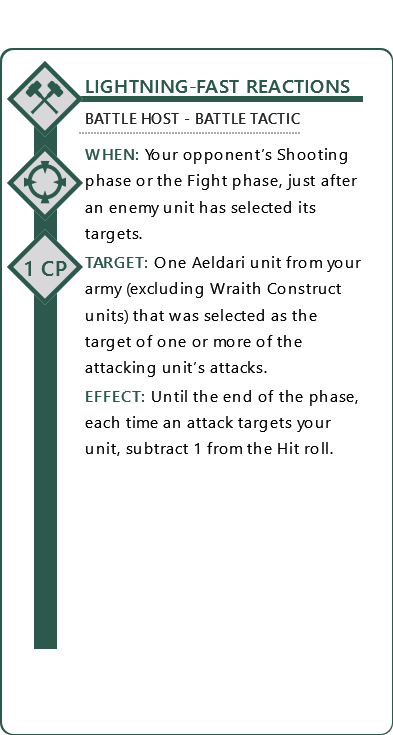 LIGHTNING-FAST REACTIONS
BATTLE HOST - BATTLE TACTIC
WHEN: Your opponent's Shooting
phase or the Fight phase, just after
an enemy unit has selected its
targets.
1 CP
TARGET: One Aeldari unit from your
army (excluding Wraith Construct
units) that was selected as the
target of one or more of the
attacking unit's attacks.
EFFECT: Until the end of the phase,
each time an attack targets your
unit, subtract 1 from the Hit roll.